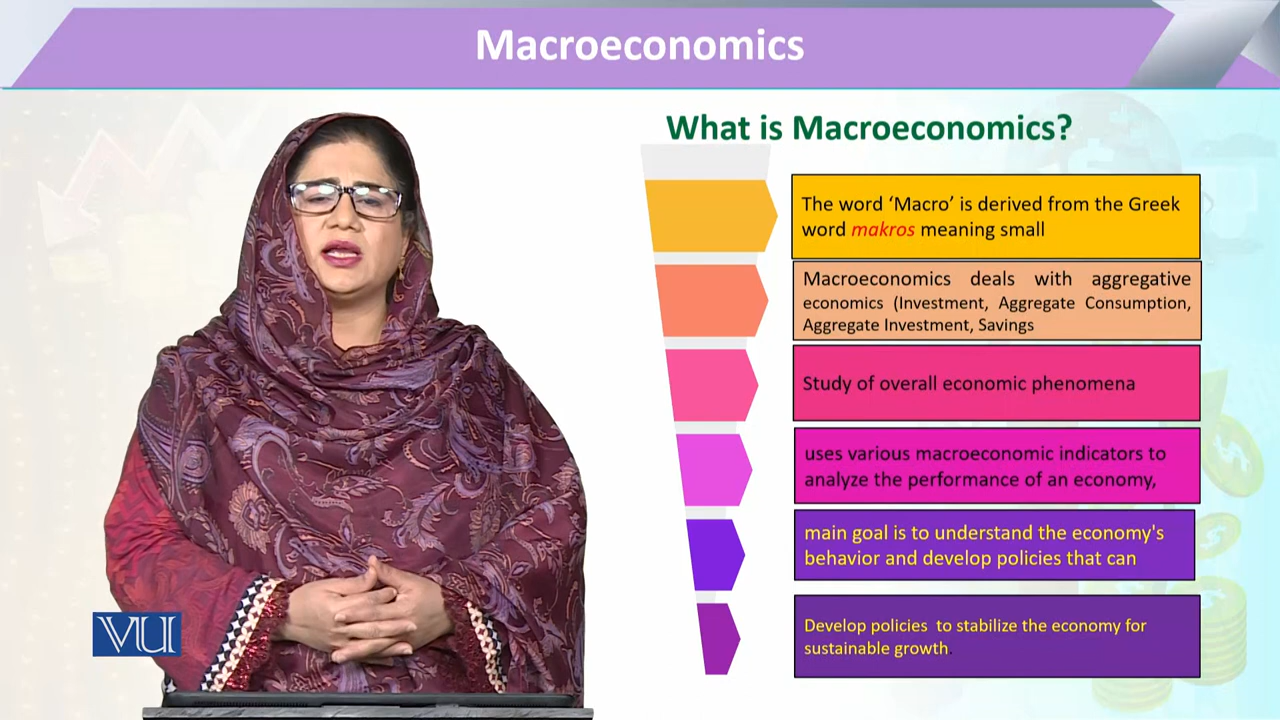 Macroeconomics
What is Macroeconomics?
The word ‘Macro’ is derived from the Greek
word makros meaning small
Macroeconomics deals with aggregative
economics (Investment, Aggregate Consumption,
Aggregate Investment, Savings
Study of overall economic phenomena
uses various macroeconomic indicators to
analyze the performance of an economy,
main goal is to understand the economy's
behavior and develop policies that can
Develop policies to stabilize the economy for
sustainable growth
VU